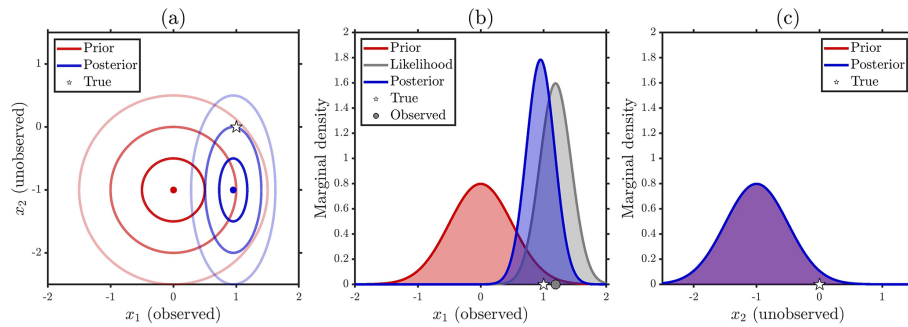 (a)
Prior
Posterior
True
1
0
-1
-2
x₂ (unobserved)
-2
-1
0
1
2
x₁ (observed)
(b)
Prior
Likelihood
Posterior
True
Observed
2
1.8
1.6
1.4
1.2
1
0.8
0.6
0.4
0.2
0
Marginal density
-2
-1
0
1
2
x₁ (observed)
(c)
Prior
Posterior
True
2
1.8
1.6
1.4
1.2
1
0.8
0.6
0.4
0.2
0
Marginal density
-2
-1
0
1
x₂ (unobserved)